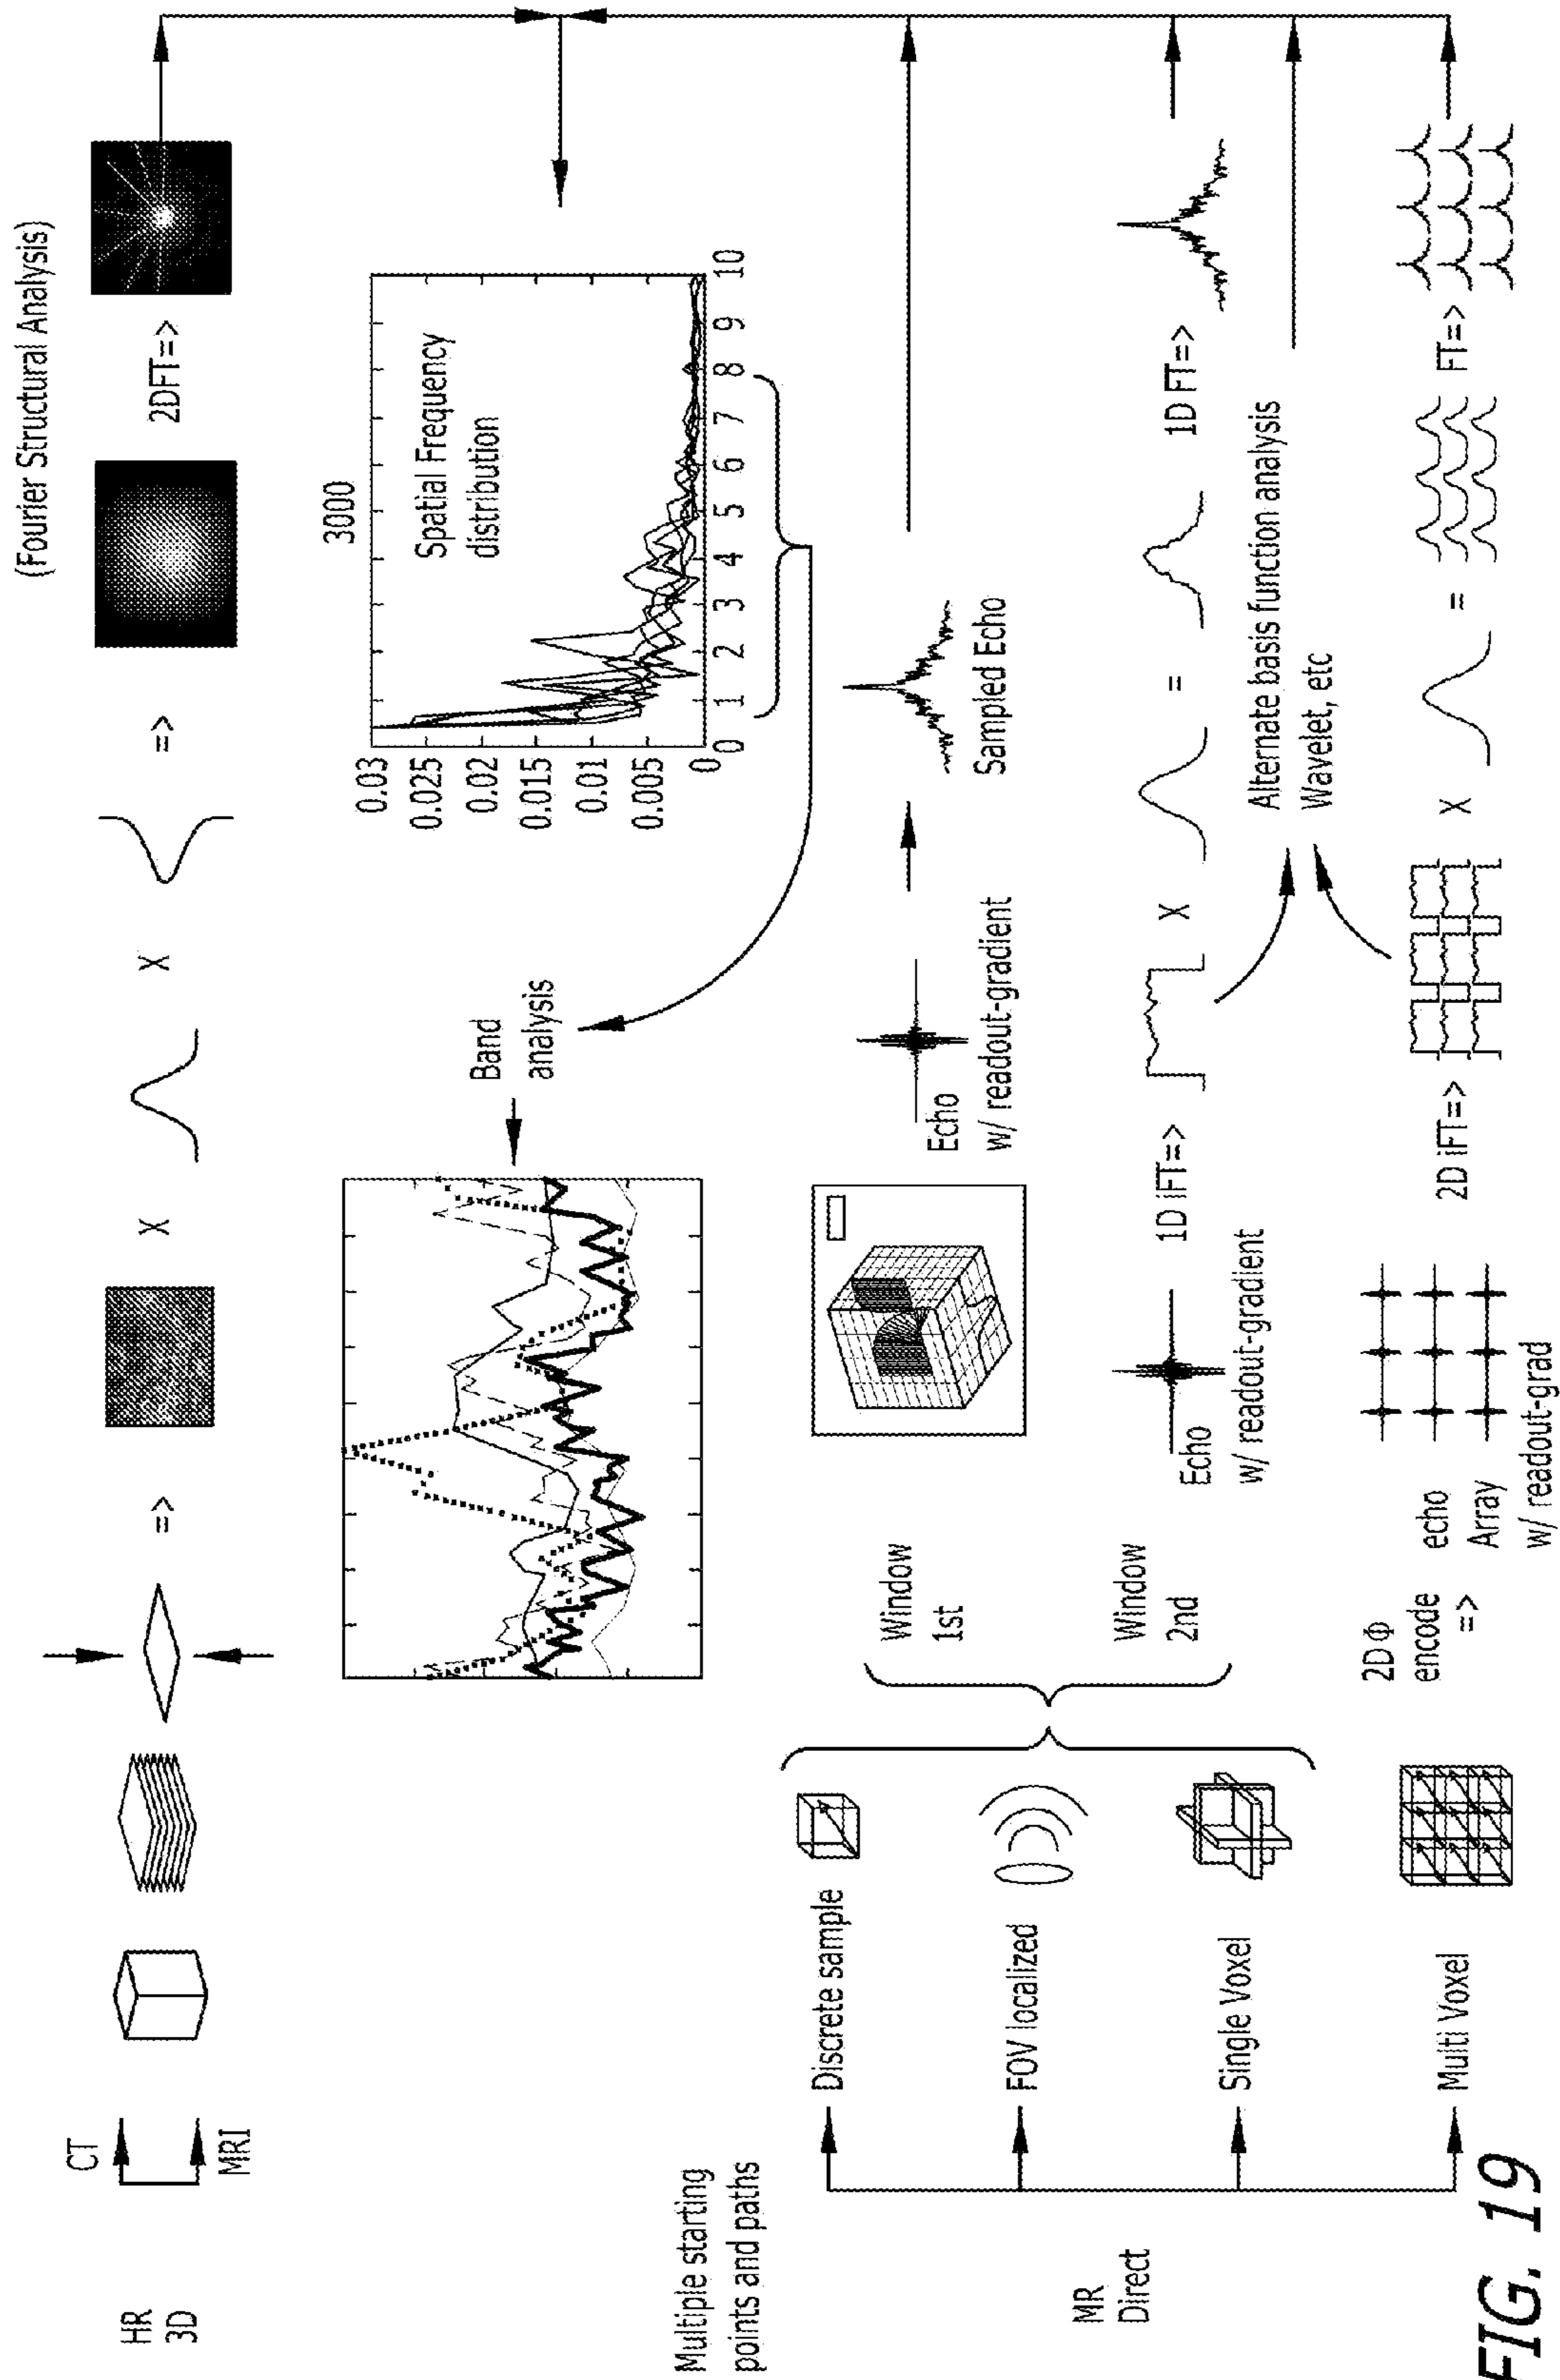 (Fourier Structural Analysis)
HR
3D
CT
MRI
=>
X
X
=>
2DFT=>
Multiple starting
points and paths
Band
analysis
3000
Spatial Frequency
distribution
0.03
0.025
0.02
0.015
0.01
0.005
0
0 1 2 3 4 5 6 7 8 9 10
MR
Direct
Discrete sample
FOV localized
Single Voxel
Multi Voxel
Window
1st
Echo
w/ readout-gradient
Sampled Echo
Window
2nd
Echo
w/ readout-gradient
1D iFT=>
X
=
1D FT=>
Alternate basis function analysis
Wavelet, etc
2D Φ
encode
=>
echo
Array
w/ readout-grad
2D iFT=>
X
=
FT=>
FIG. 19